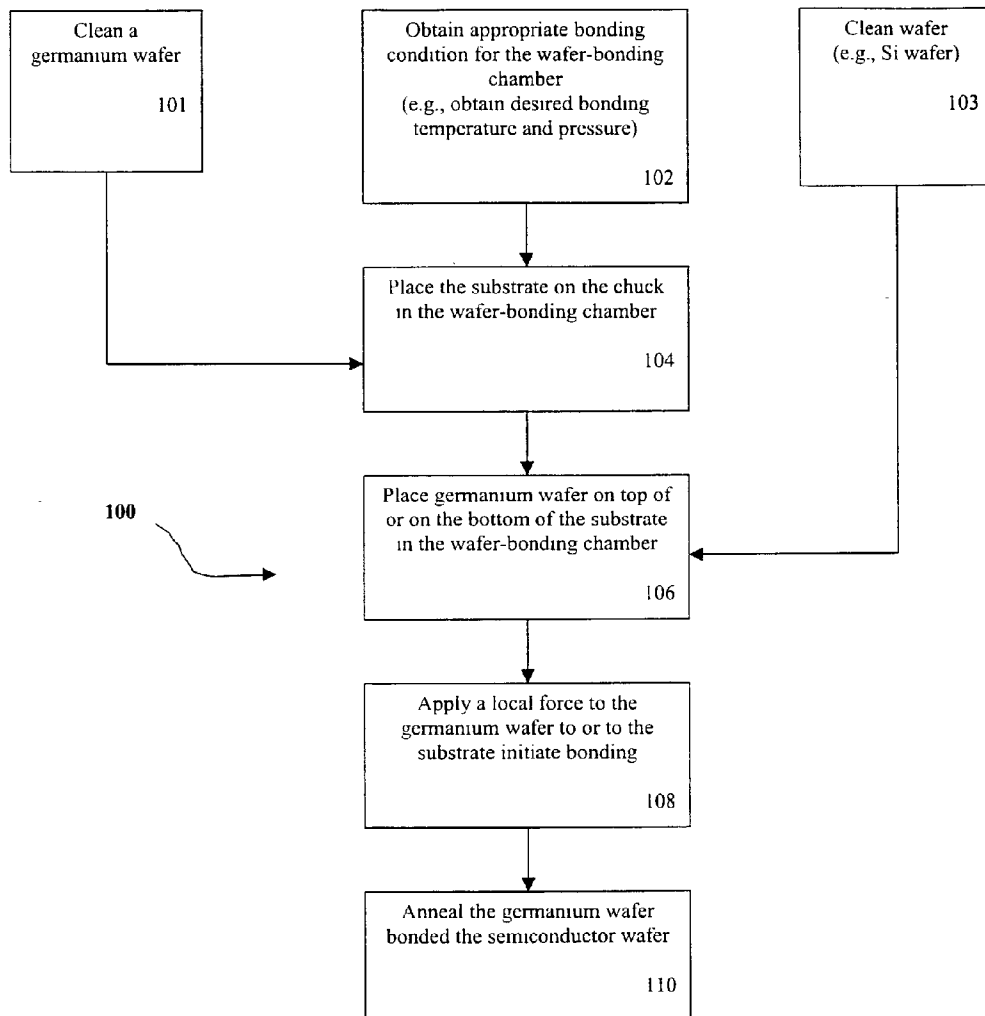 Clean a
germanium wafer
101
Obtain appropriate bonding
condition for the wafer-bonding
chamber
(e.g., obtain desired bonding
temperature and pressure)
102
Clean wafer
(e.g., Si wafer)
103
Place the substrate on the chuck
in the wafer-bonding chamber
104
Place germanium wafer on top of
or on the bottom of the substrate
in the wafer-bonding chamber
106
100
Apply a local force to the
germanium wafer to or to the
substrate initiate bonding
108
Anneal the germanium wafer
bonded the semiconductor wafer
110